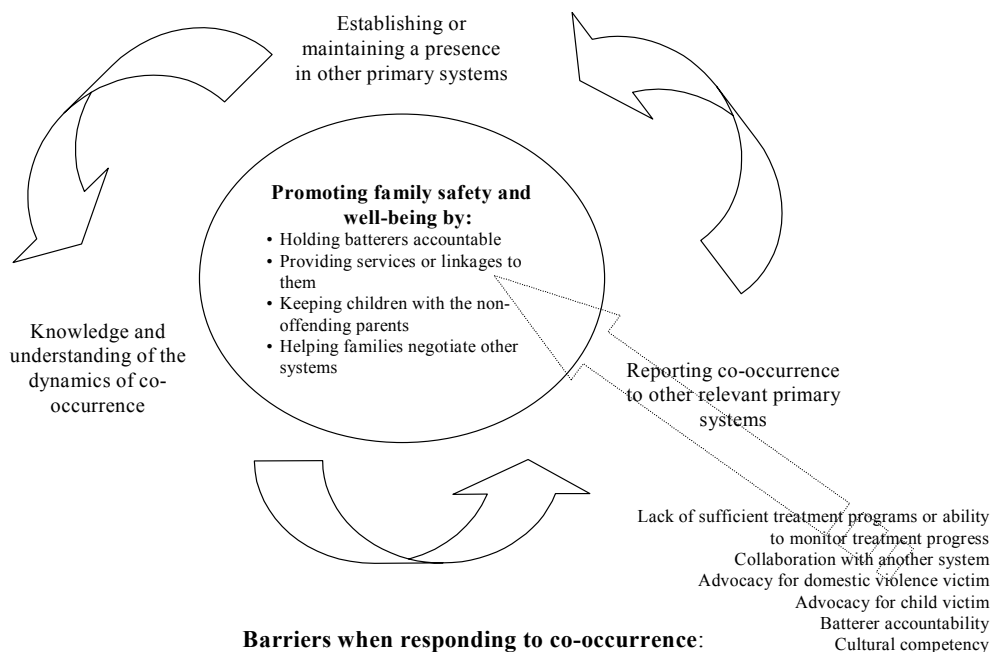 Establishing or
maintaining a presence
in other primary systems
Promoting family safety and
well-being by:
• Holding batterers accountable
• Providing services or linkages to
them
• Keeping children with the non-
offending parents
• Helping families negotiate other
systems
Knowledge and
understanding of the
dynamics of co-
occurrence
Reporting co-occurrence
to other relevant primary
systems
Lack of sufficient treatment programs or ability
to monitor treatment progress
Collaboration with another system
Advocacy for domestic violence victim
Advocacy for child victim
Batterer accountability
Cultural competency
Barriers when responding to co-occurrence: